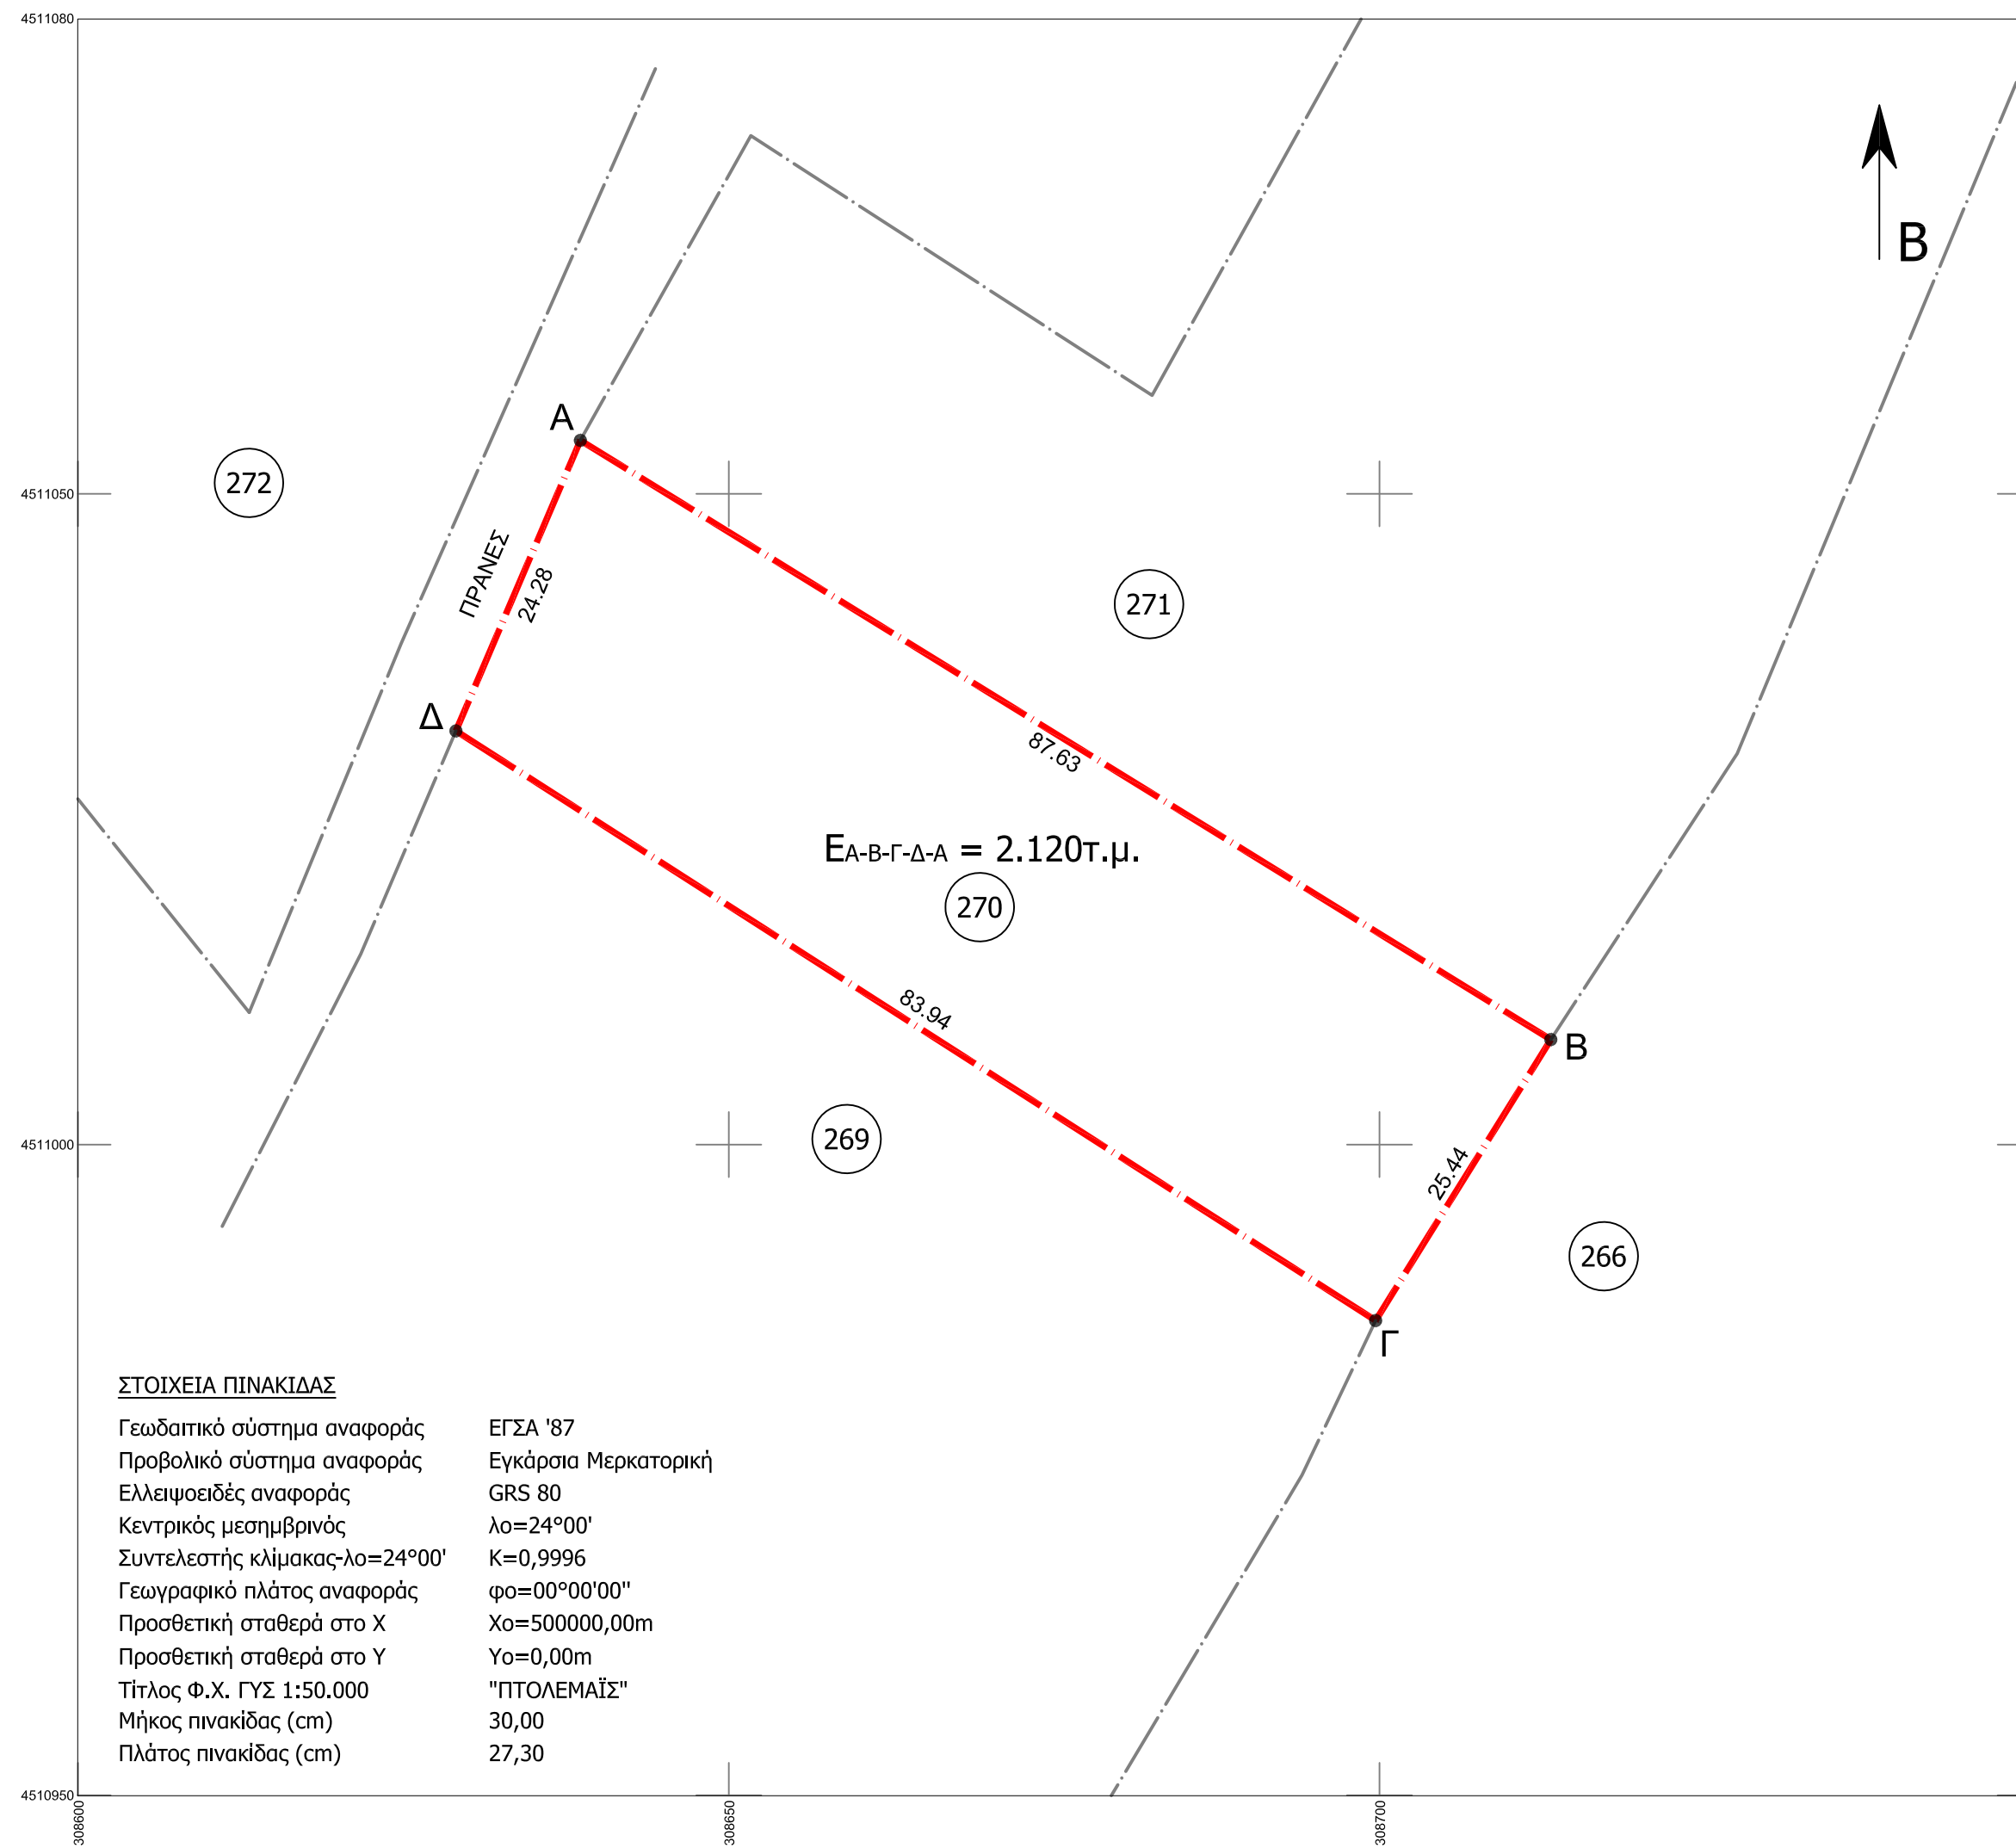 4511080
B
A
272
4511050
271
ΠΡΑΝΕΣ
24.28
Δ
87.63
EΑ-Β-Γ-Δ-Α = 2.120τ.μ.
270
83.94
B
4511000
269
25.44
266
Γ
ΣΤΟΙΧΕΙΑ ΠΙΝΑΚΙΔΑΣ
Γεωδαιτικό σύστημα αναφοράς ΕΓΣΑ '87
Προβολικό σύστημα αναφοράς Εγκάρσια Μερκατορική
Ελλειψοειδές αναφοράς GRS 80
Κεντρικός μεσημβρινός λο=24°00'
Συντελεστής κλίμακας-λο=24°00' Κ=0,9996
Γεωγραφικό πλάτος αναφοράς φο=00°00'00''
Προσθετική σταθερά στο Χ Χο=500000,00m
Προσθετική σταθερά στο Υ Υο=0,00m
Τίτλος Φ.Χ. ΓΥΣ 1:50.000 "ΠΤΟΛΕΜΑΪΣ"
Μήκος πινακίδας (cm) 30,00
Πλάτος πινακίδας (cm) 27,30
4510950
308600
308650
308700